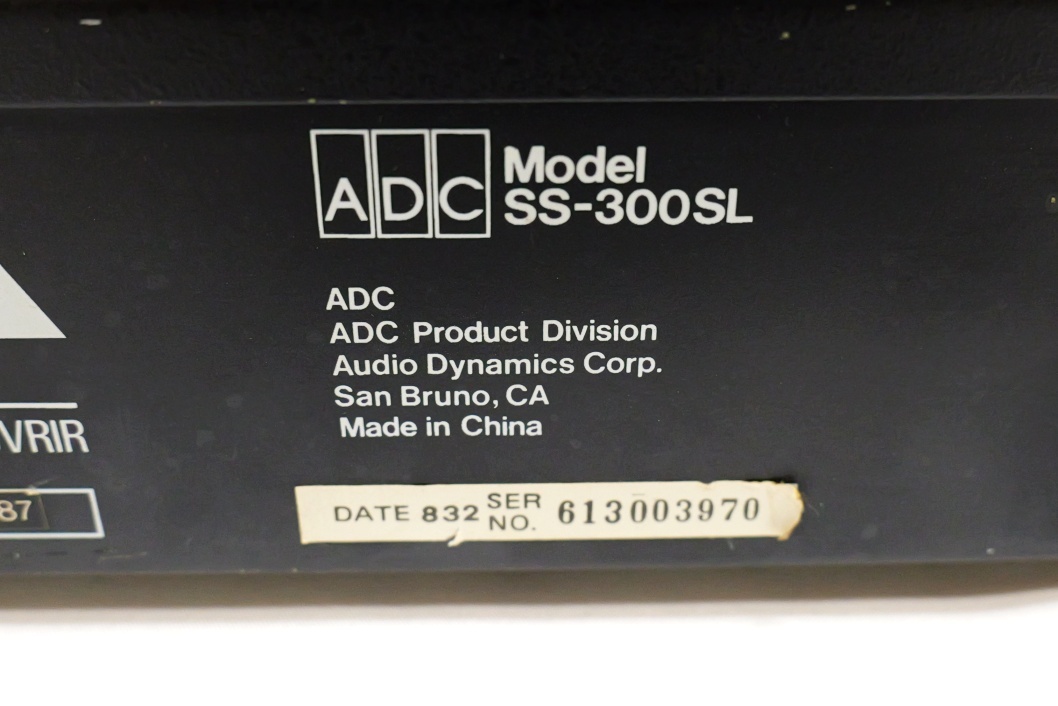 ADC Model
SS-300SL
ADC
ADC Product Division
Audio Dynamics Corp.
San Bruno, CA
Made in China
VRIR
87
DATE 832 SER NO. 613003970